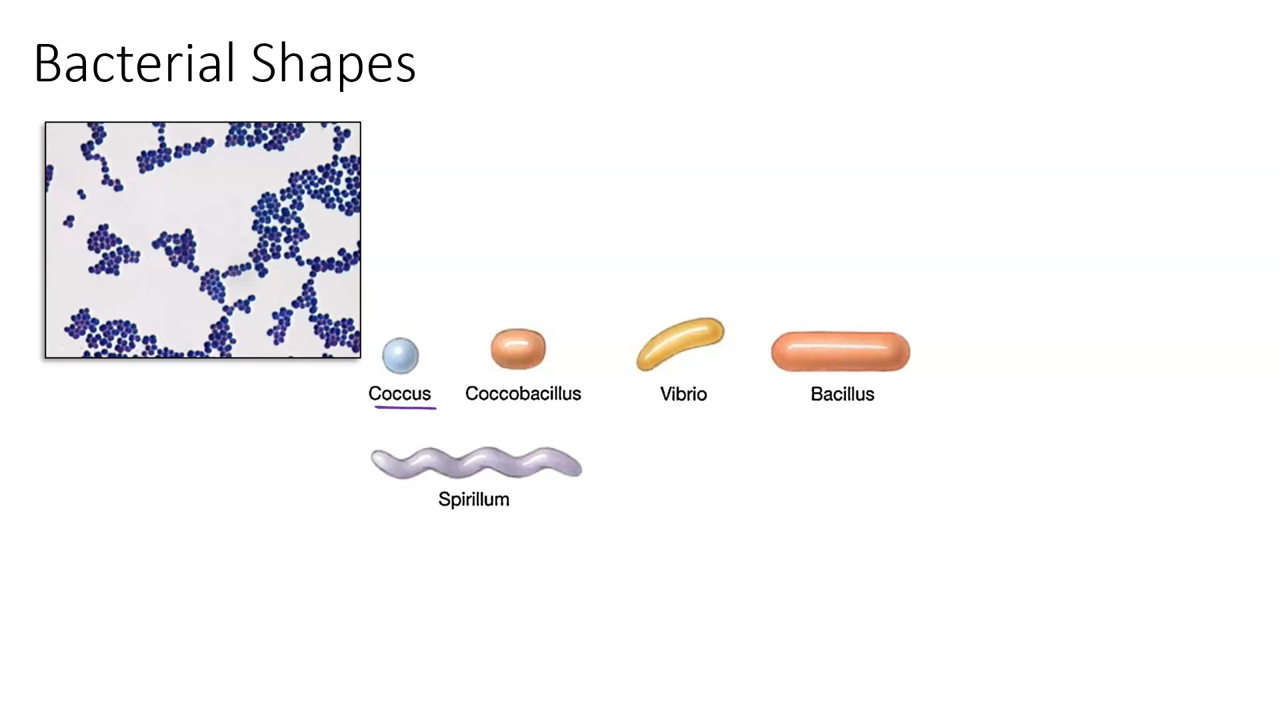 Bacterial Shapes
Coccus
Coccobacillus
Vibrio
Bacillus
Spirillum